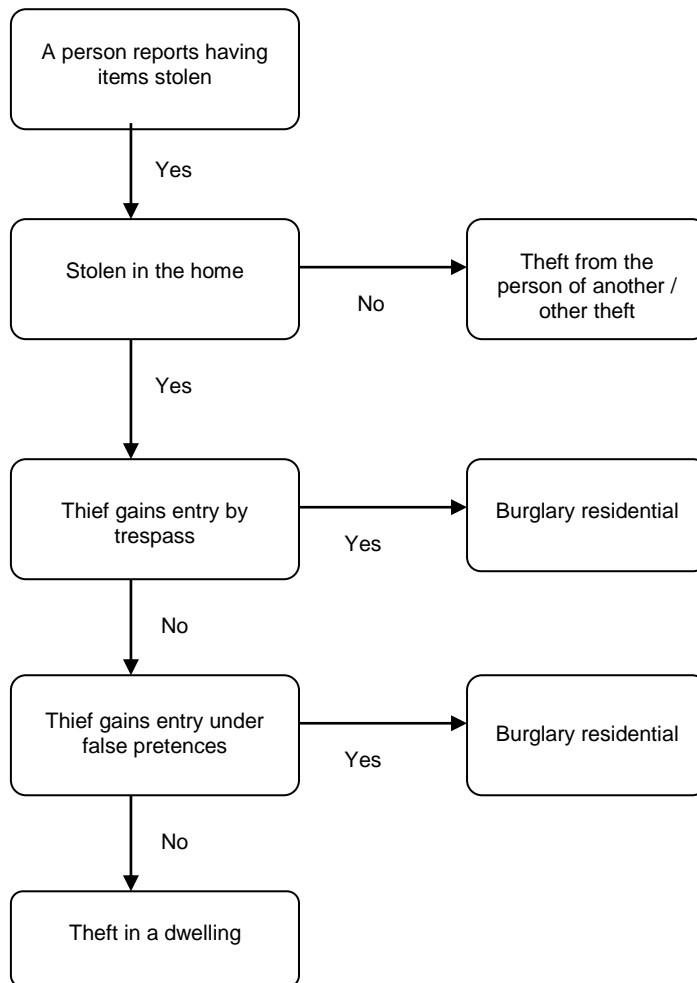 A person reports having
items stolen
Yes
Stolen in the home
No
Theft from the
person of another /
other theft
Yes
Thief gains entry by
trespass
Yes
Burglary residential
No
Thief gains entry under
false pretences
Yes
Burglary residential
No
Theft in a dwelling